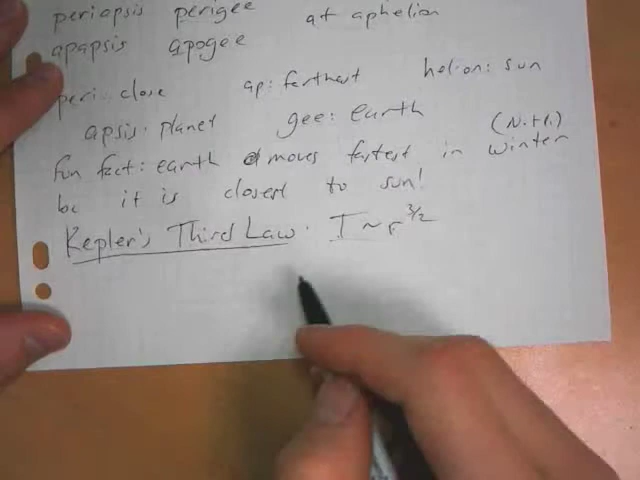 periapsis perigee at aphelion
apapsis apogee
peri: close ap: farthest helion: sun
apsis: planet gee: earth
fun fact: earth moves fastest in winter (N.H.)
bc it is closest to sun!
Kepler's Third Law: T ~ r^3/2